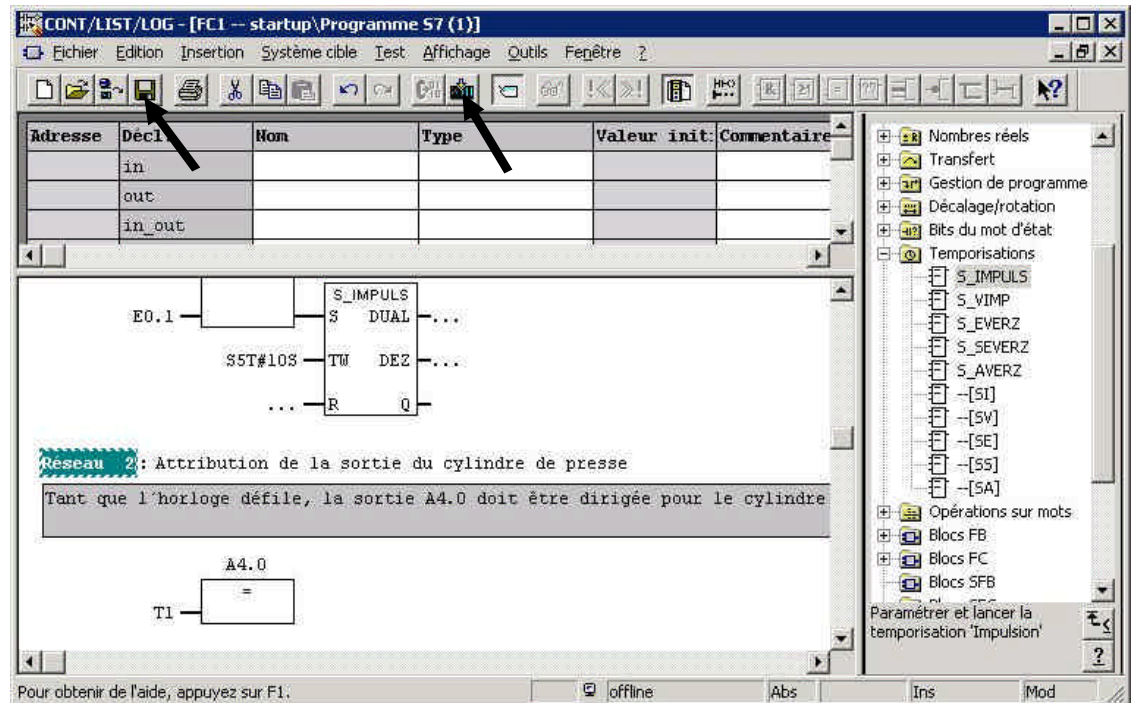 CONT/LIST/LOG - [FC1 -- startup\Programme S7 (1)]
Fichier Edition Insertion Système cible Test Affichage Outils Fenêtre ?
Adresse Décl. Nom Type Valeur init: Commentaire
in
out
in_out
S_IMPULS
E0.1 S DUAL ...
S5T#10S TW DEZ ...
... R Q
Réseau 2: Attribution de la sortie du cylindre de presse
Tant que l´horloge défile, la sortie A4.0 doit être dirigée pour le cylindre
A4.0
=
T1
Nombres réels
Transfert
Gestion de programme
Décalage/rotation
Bits du mot d'état
Temporisations
S_IMPULS
S_VIMP
S_EVERZ
S_SEVERZ
S_AVERZ
--[SI]
--[SV]
--[SE]
--[SS]
--[SA]
Opérations sur mots
Blocs FB
Blocs FC
Blocs SFB
Paramétrer et lancer la
temporisation 'Impulsion'
Pour obtenir de l'aide, appuyez sur F1. offline Abs Ins Mod